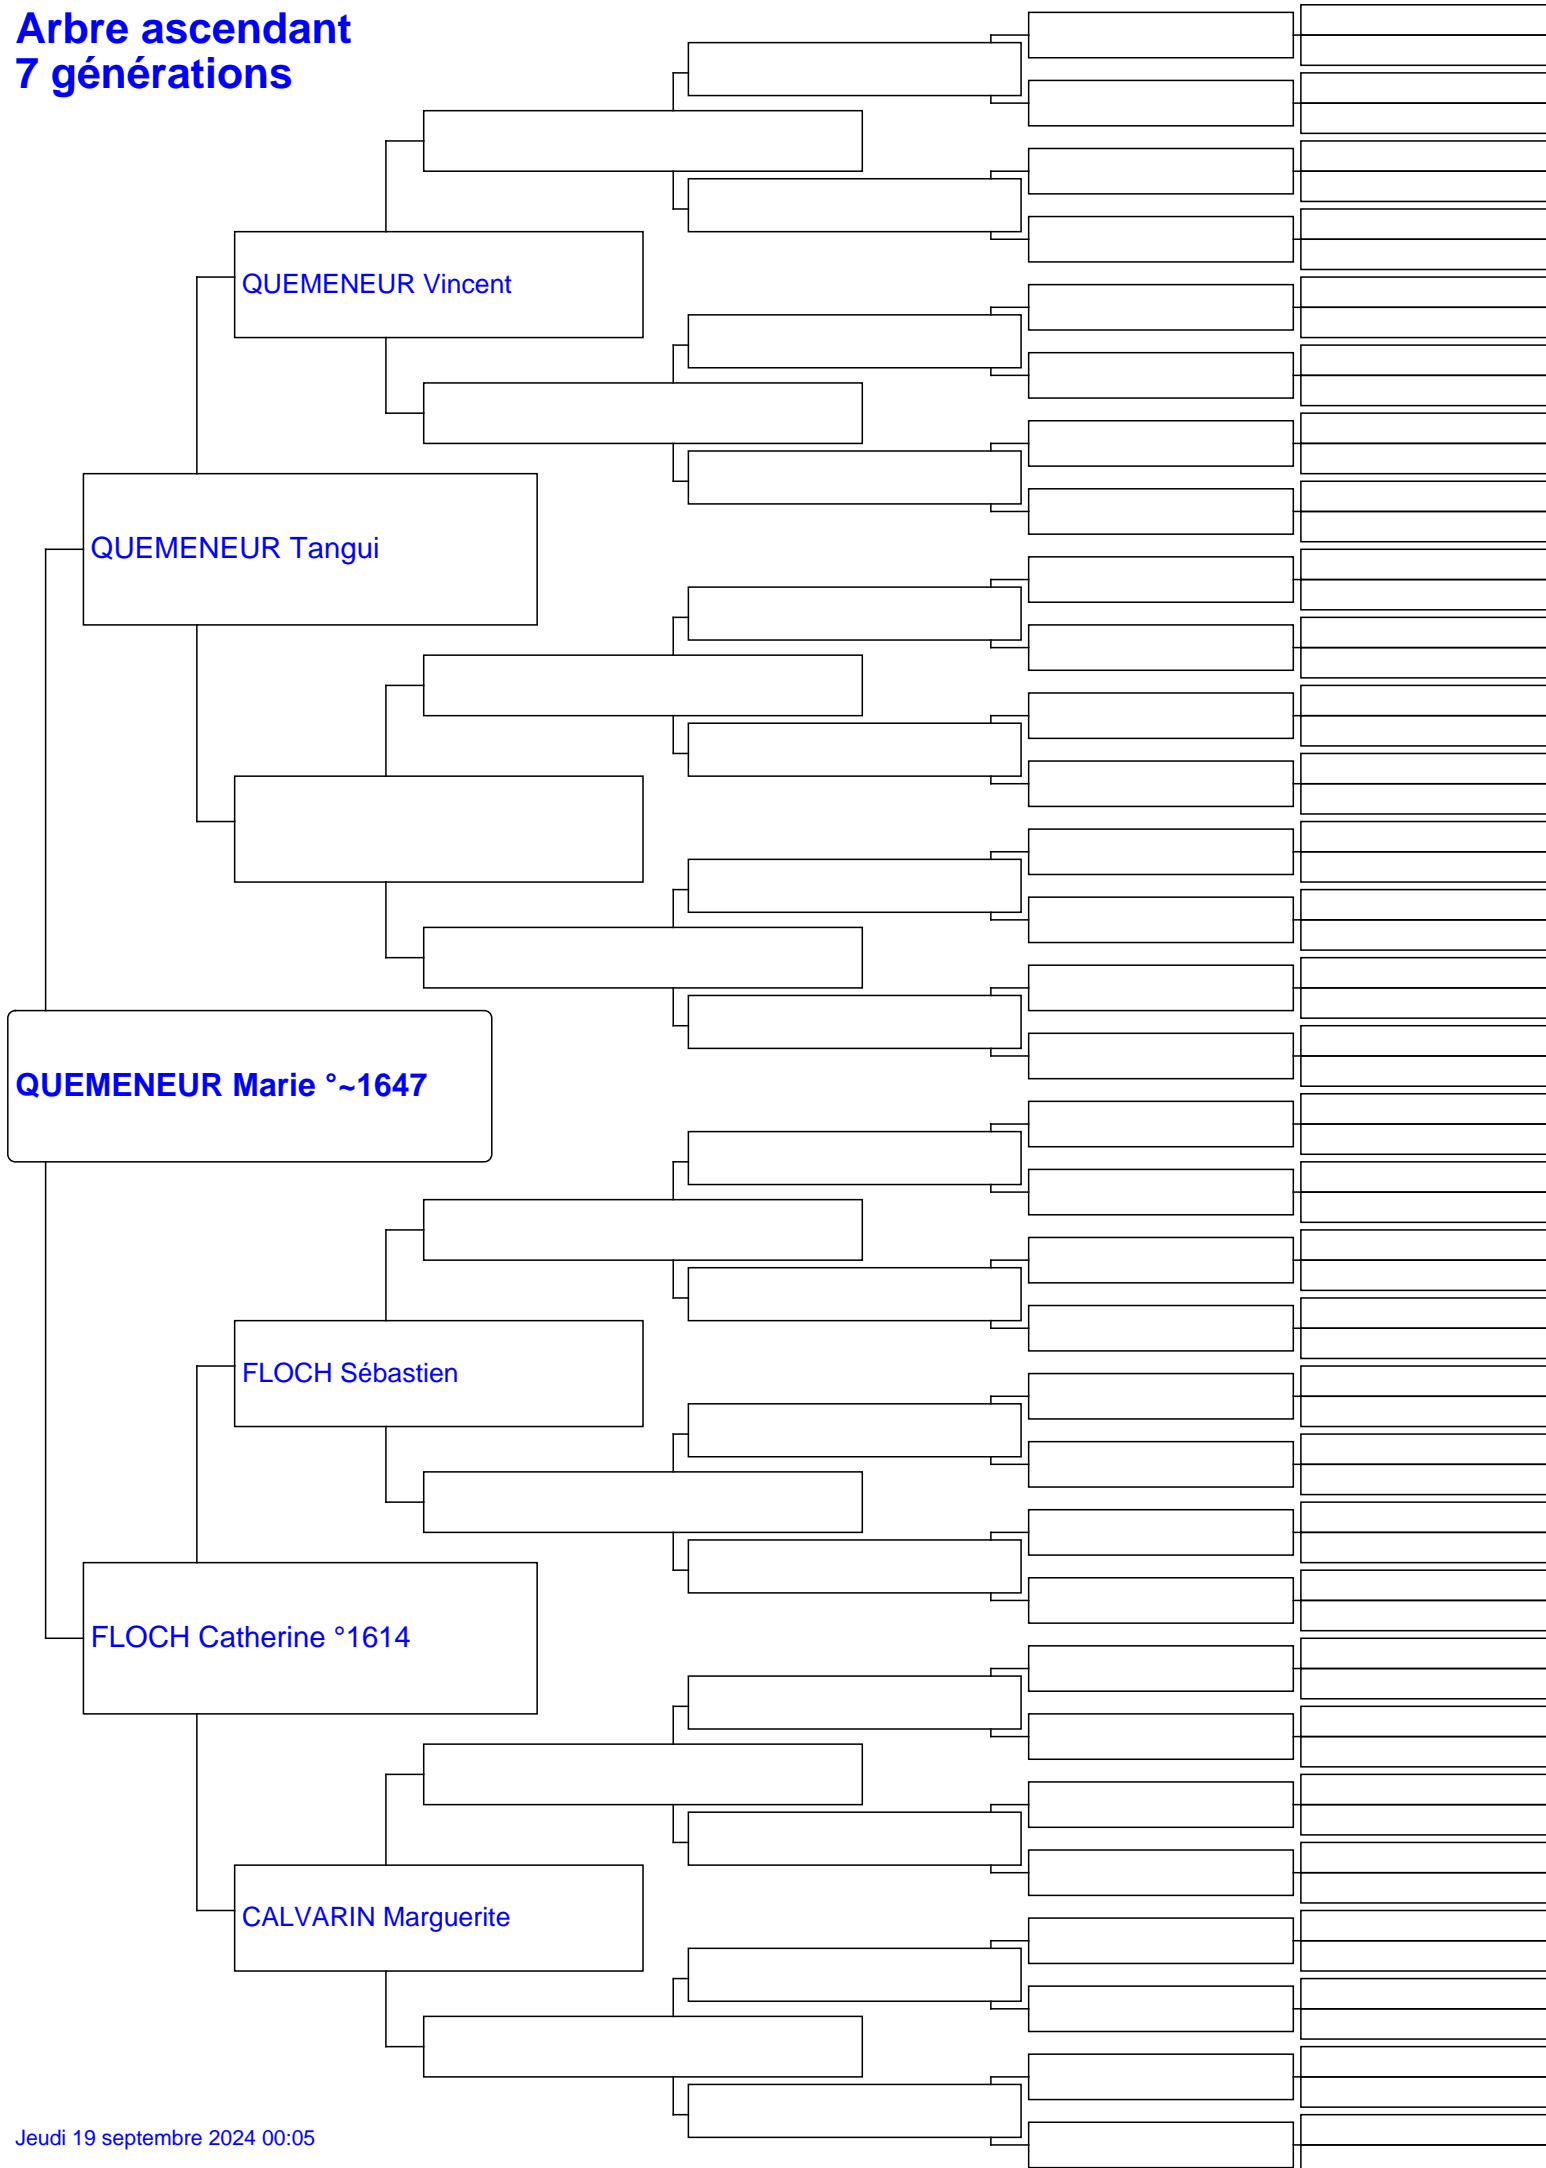 Arbre ascendant
7 générations
QUEMENEUR Vincent
QUEMENEUR Tangui
QUEMENEUR Marie °~1647
FLOCH Sébastien
FLOCH Catherine °1614
CALVARIN Marguerite
Jeudi 19 septembre 2024 00:05